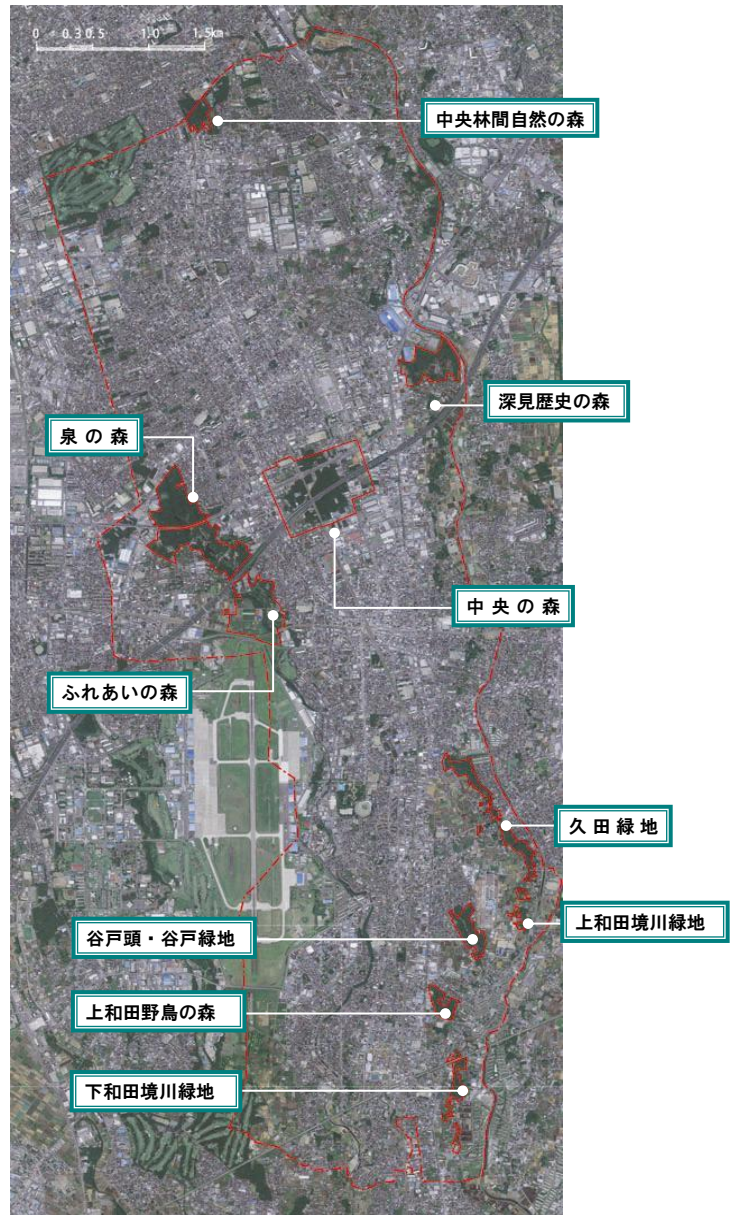 0 0.3 0.5 1.0 1.5km
中央林間自然の森
深見歴史の森
泉の森
中央の森
ふれあいの森
久田緑地
上和田境川緑地
谷戸頭・谷戸緑地
上和田野鳥の森
下和田境川緑地